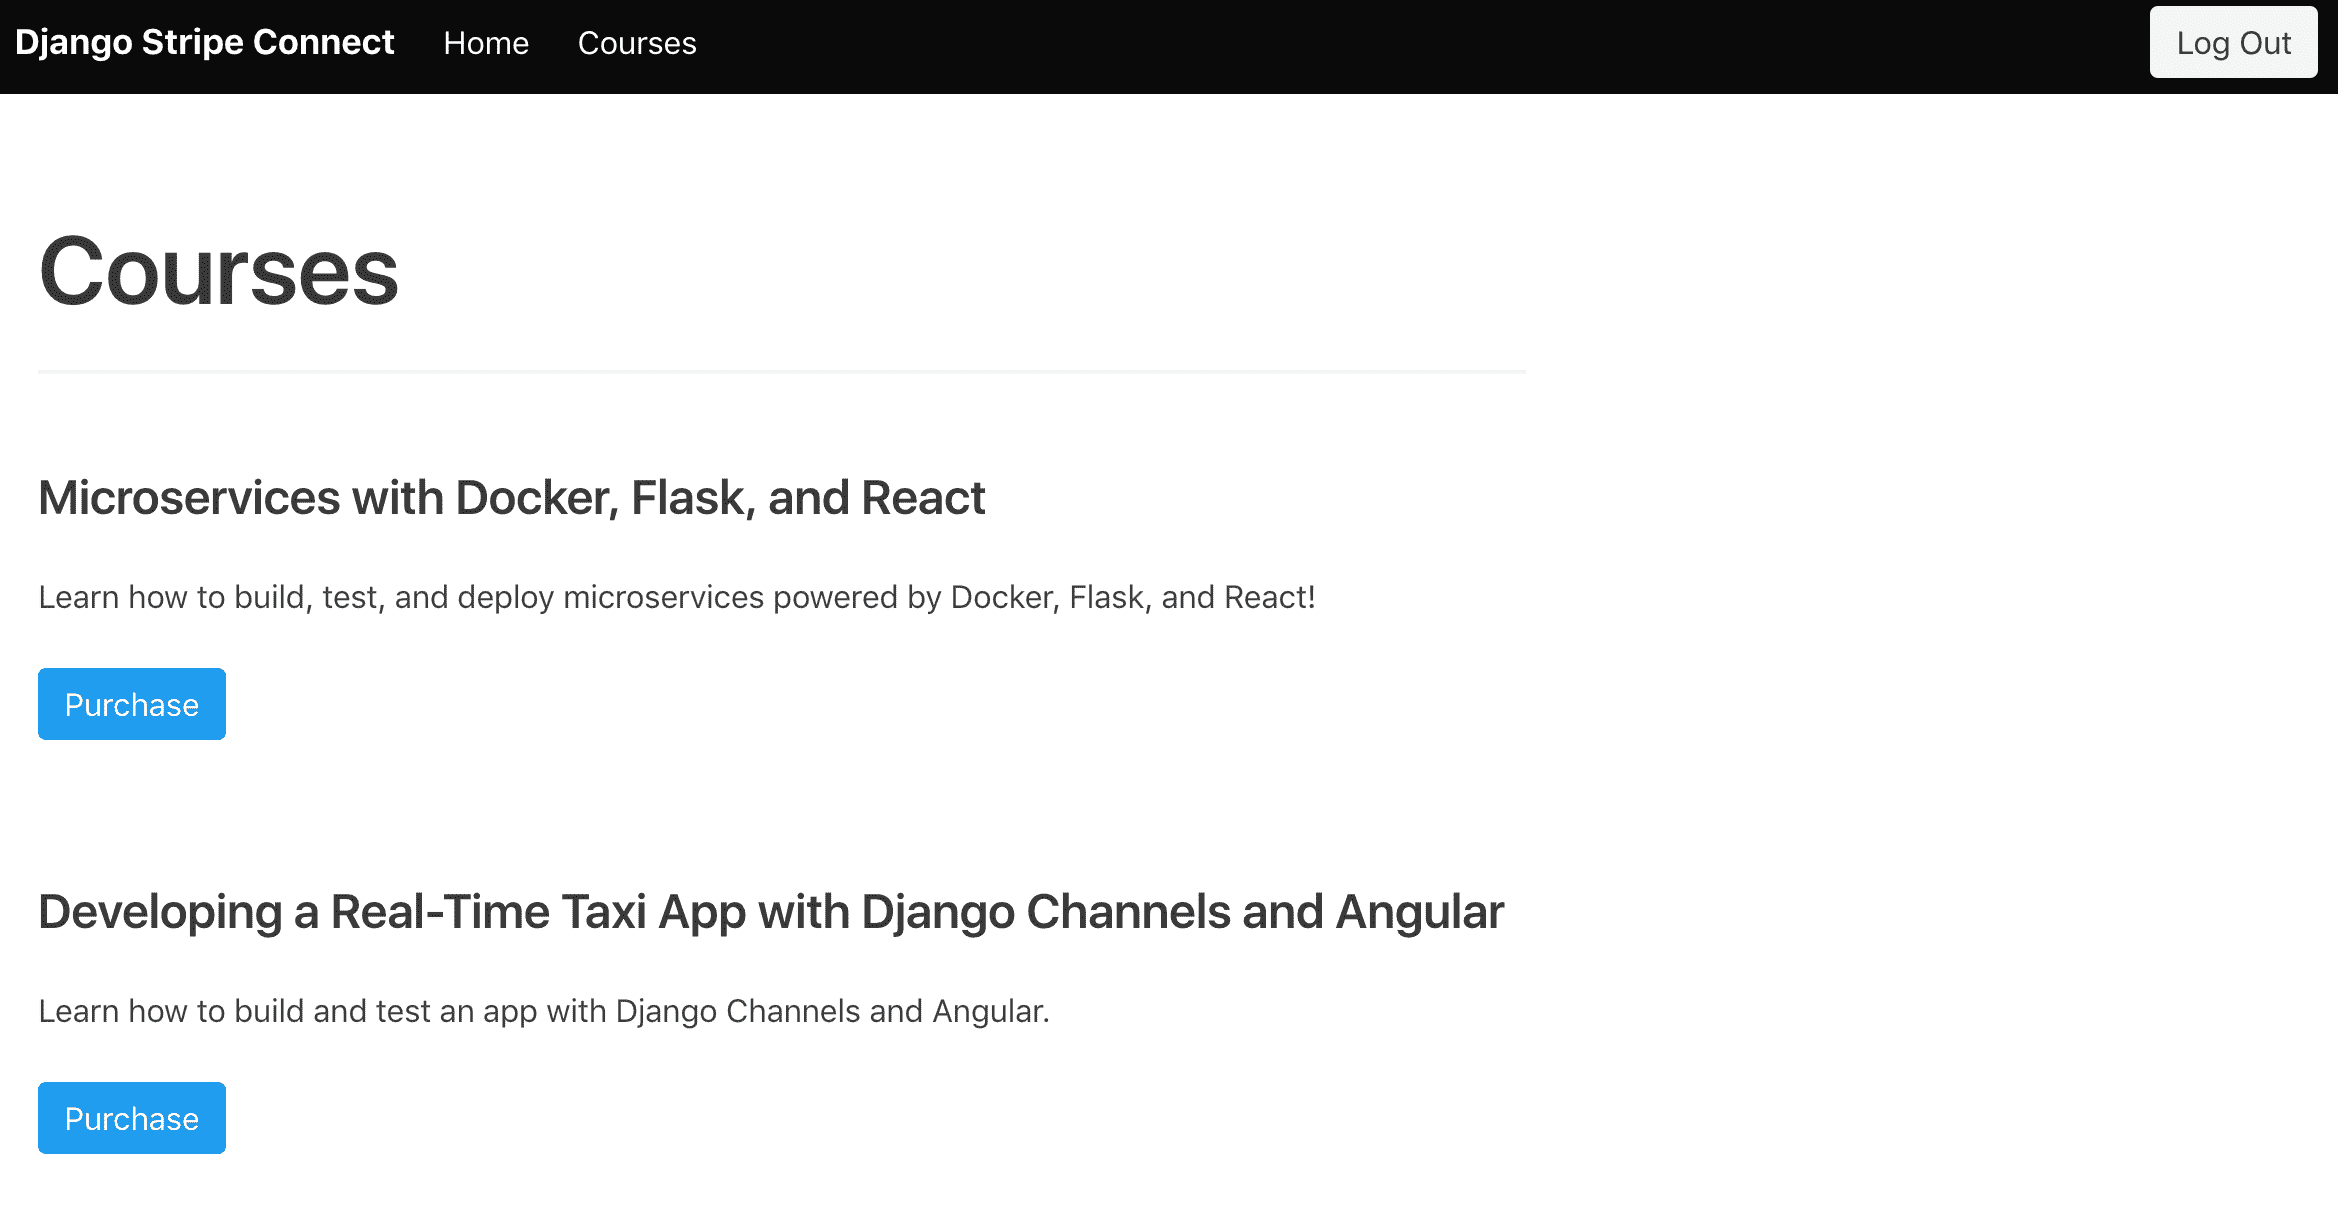 Django Stripe Connect Home Courses Log Out
Courses
Microservices with Docker, Flask, and React
Learn how to build, test, and deploy microservices powered by Docker, Flask, and React!
Purchase
Developing a Real-Time Taxi App with Django Channels and Angular
Learn how to build and test an app with Django Channels and Angular.
Purchase